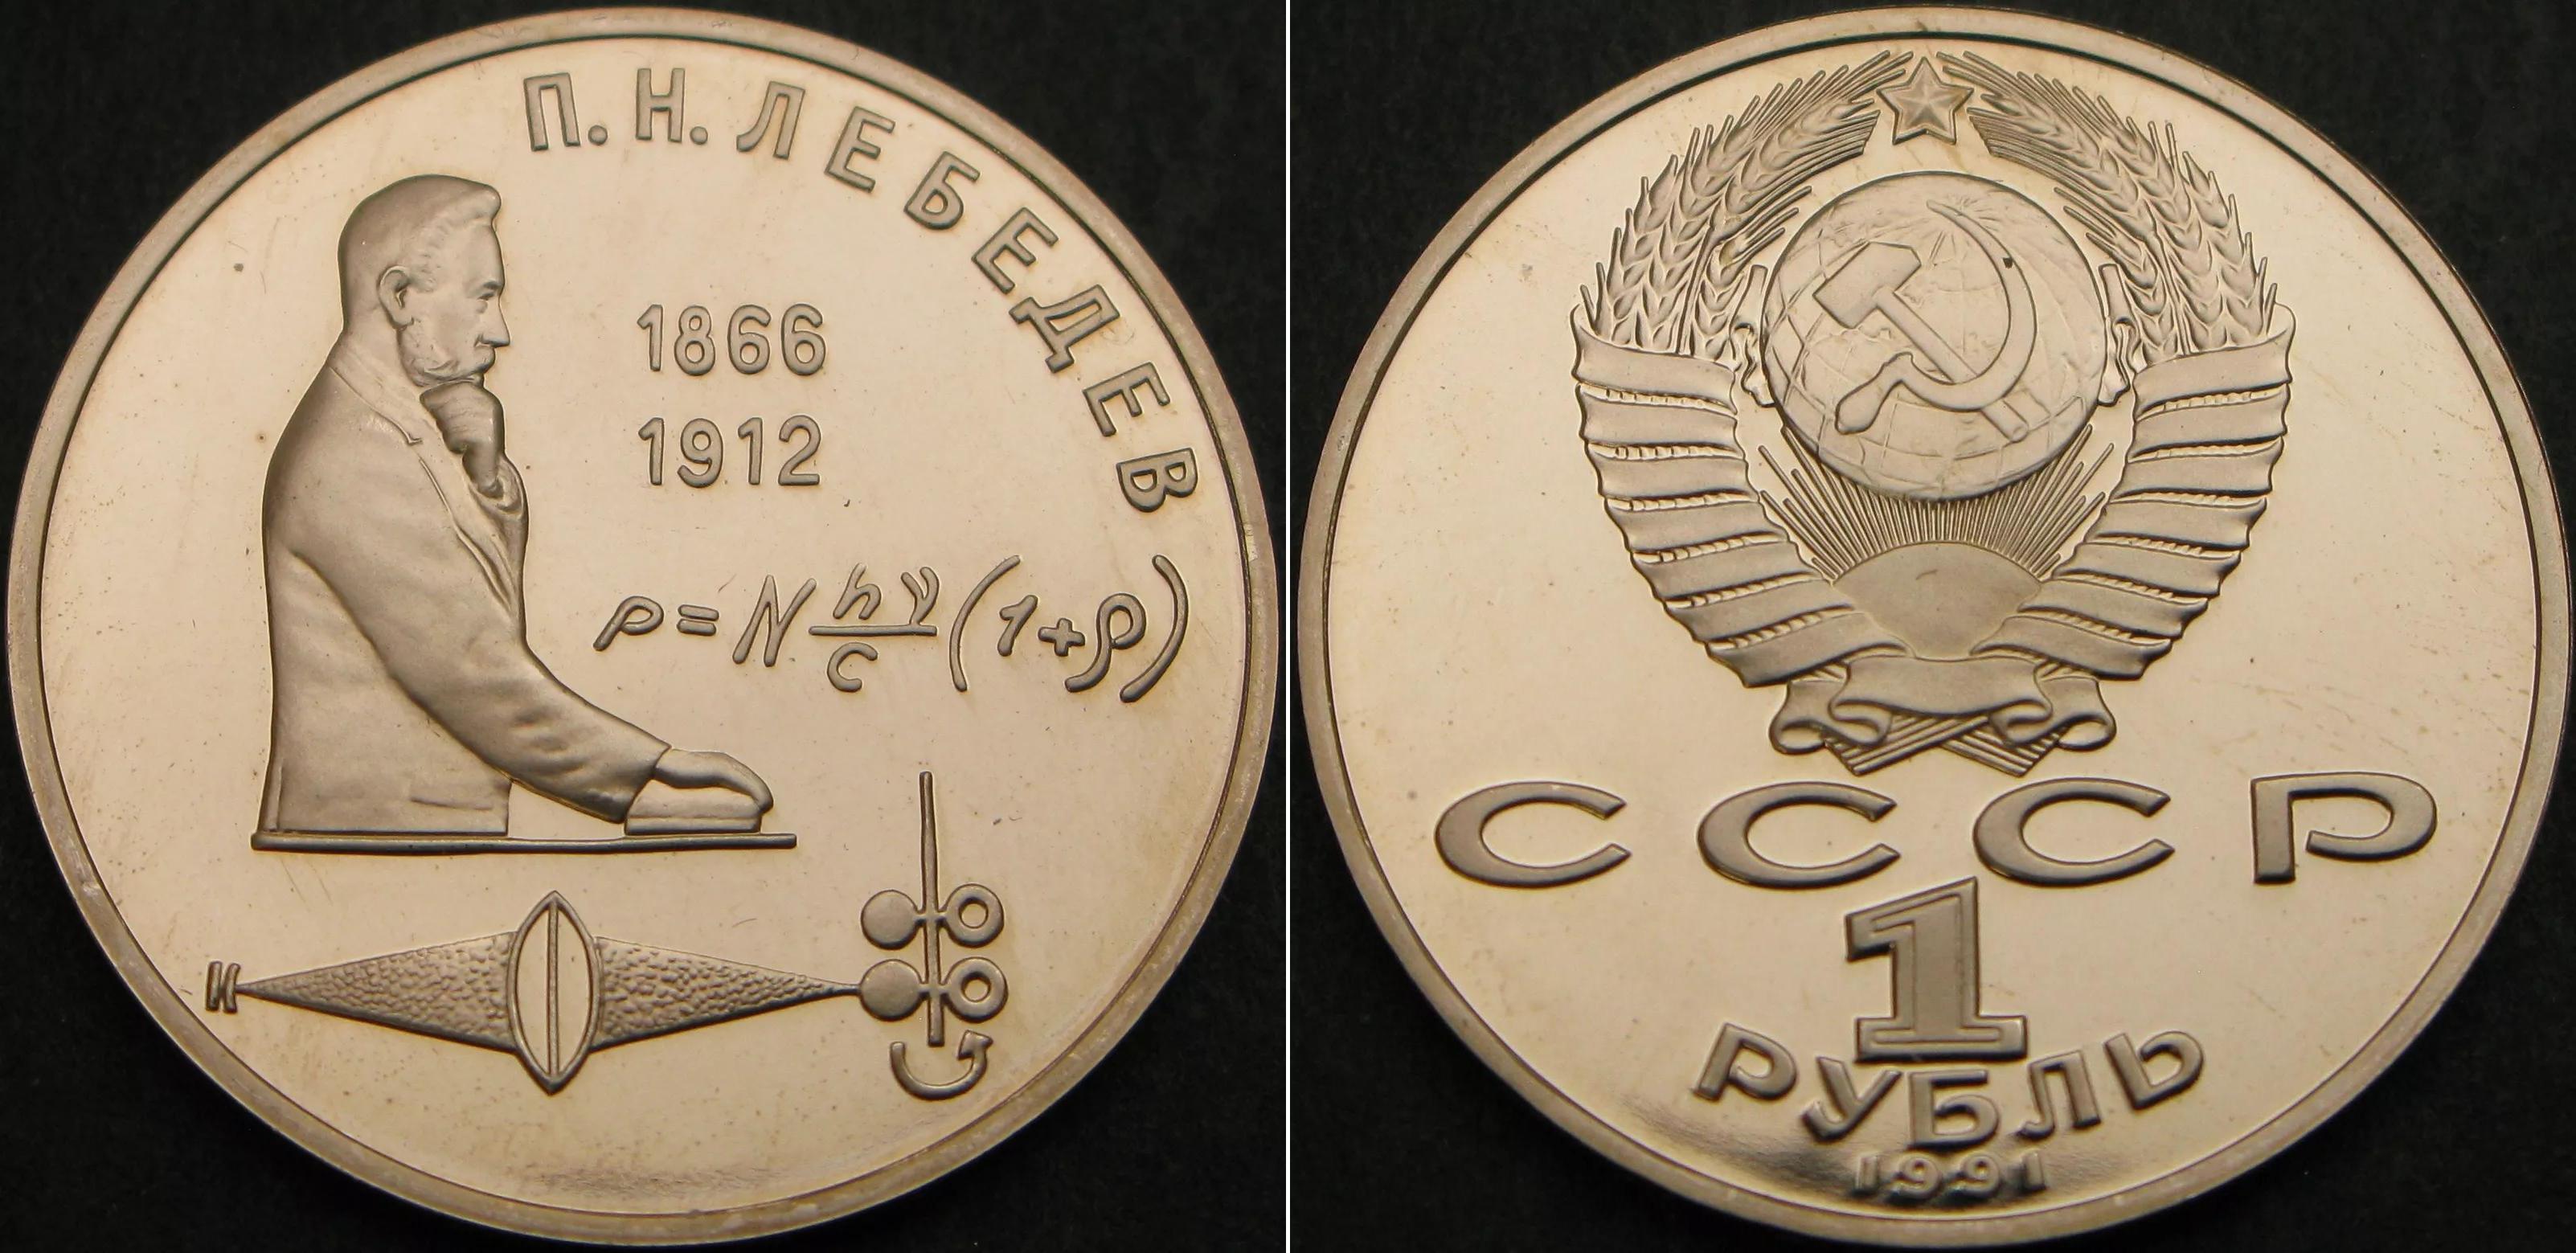 П. Н. ЛЕБЕДЕВ
1866
1912
p = N hν/c (1+ρ)
И
СССР
1
РУБЛЬ
1991